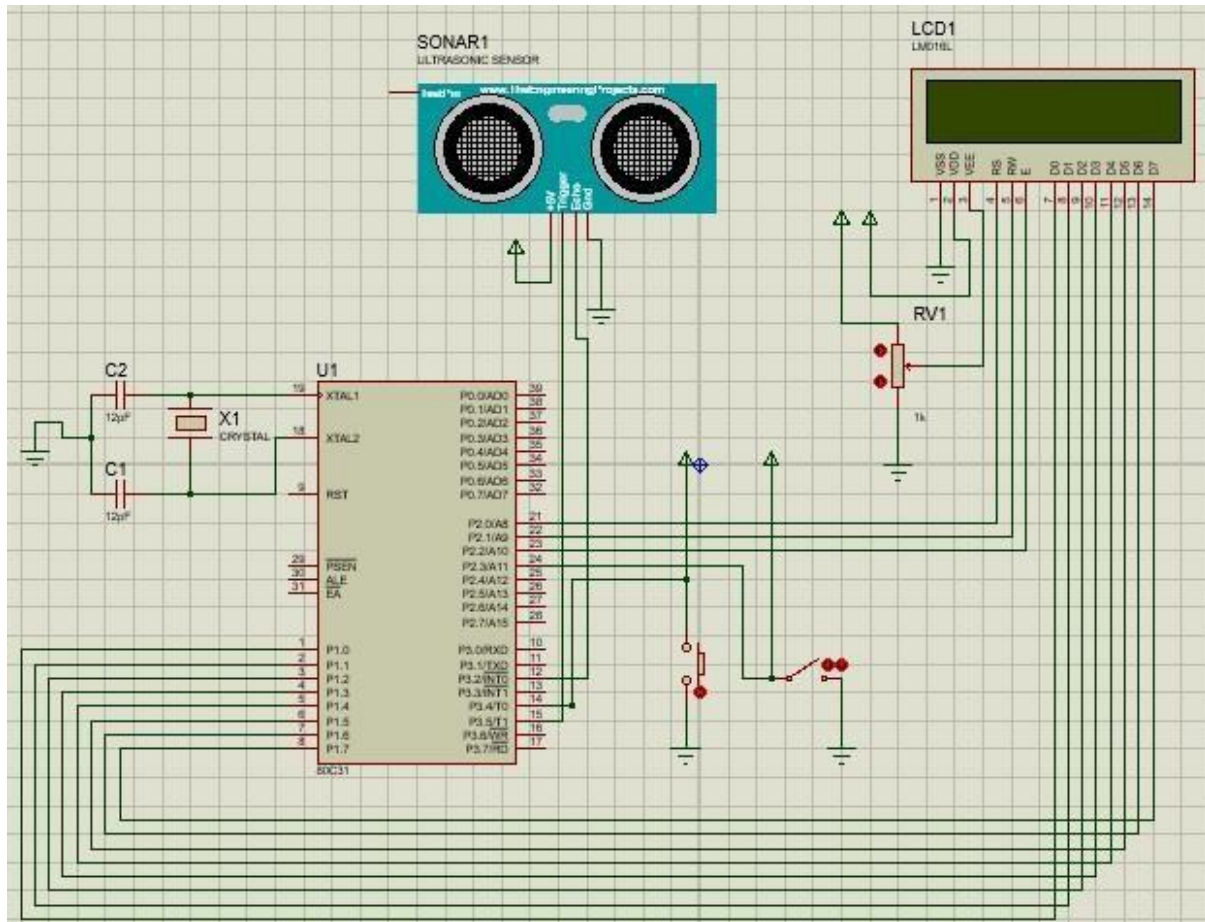 SONAR1
ULTRASONIC SENSOR
www.TheEngineeringProjects.com
+5V
Trigger
Echo
Gnd
LCD1
LM016L
VSS
VDD
VEE
RS
RW
E
D0
D1
D2
D3
D4
D5
D6
D7
1
2
3
4
5
6
7
8
9
10
11
12
13
14
RV1
1k
C2
12pF
X1
CRYSTAL
C1
12pF
U1
19 XTAL1
18 XTAL2
9 RST
29 PSEN
30 ALE
31 EA
1 P1.0
2 P1.1
3 P1.2
4 P1.3
5 P1.4
6 P1.5
7 P1.6
8 P1.7
P0.0/AD0 39
P0.1/AD1 38
P0.2/AD2 37
P0.3/AD3 36
P0.4/AD4 35
P0.5/AD5 34
P0.6/AD6 33
P0.7/AD7 32
P2.0/A8 21
P2.1/A9 22
P2.2/A10 23
P2.3/A11 24
P2.4/A12 25
P2.5/A13 26
P2.6/A14 27
P2.7/A15 28
P3.0/RXD 10
P3.1/TXD 11
P3.2/INT0 12
P3.3/INT1 13
P3.4/T0 14
P3.5/T1 15
P3.6/WR 16
P3.7/RD 17
80C31